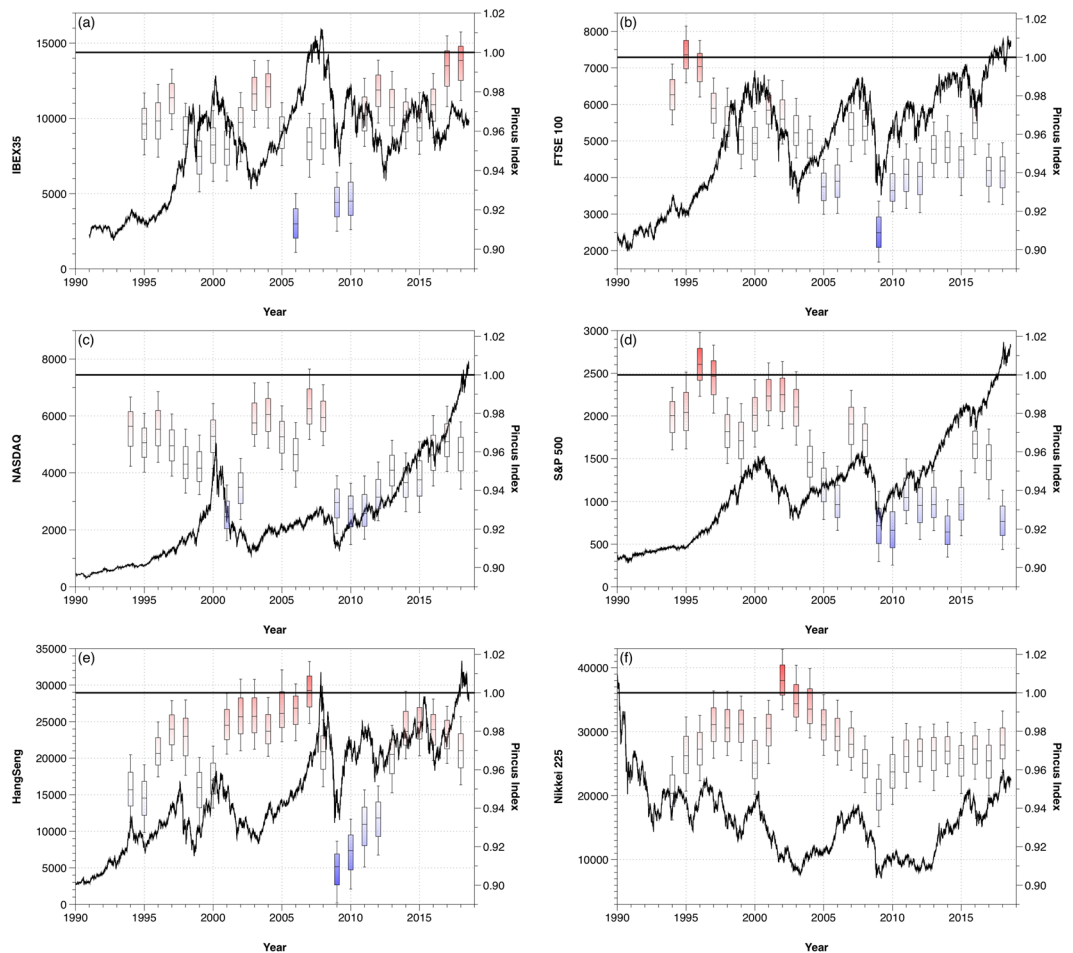 (a)
IBEX35
15000
10000
5000
0
1.02
1.00
0.98
0.96
0.94
0.92
0.90
Pincus Index
1990 1995 2000 2005 2010 2015
Year
(b)
FTSE 100
8000
7000
6000
5000
4000
3000
2000
1.02
1.00
0.98
0.96
0.94
0.92
0.90
Pincus Index
1990 1995 2000 2005 2010 2015
Year
(c)
NASDAQ
8000
6000
4000
2000
0
1.02
1.00
0.98
0.96
0.94
0.92
0.90
Pincus Index
1990 1995 2000 2005 2010 2015
Year
(d)
S&P 500
3000
2500
2000
1500
1000
500
0
1.02
1.00
0.98
0.96
0.94
0.92
0.90
Pincus Index
1990 1995 2000 2005 2010 2015
Year
(e)
HangSeng
35000
30000
25000
20000
15000
10000
5000
0
1.02
1.00
0.98
0.96
0.94
0.92
0.90
Pincus Index
1990 1995 2000 2005 2010 2015
Year
(f)
Nikkei 225
40000
30000
20000
10000
1.02
1.00
0.98
0.96
0.94
0.92
0.90
Pincus Index
1990 1995 2000 2005 2010 2015
Year